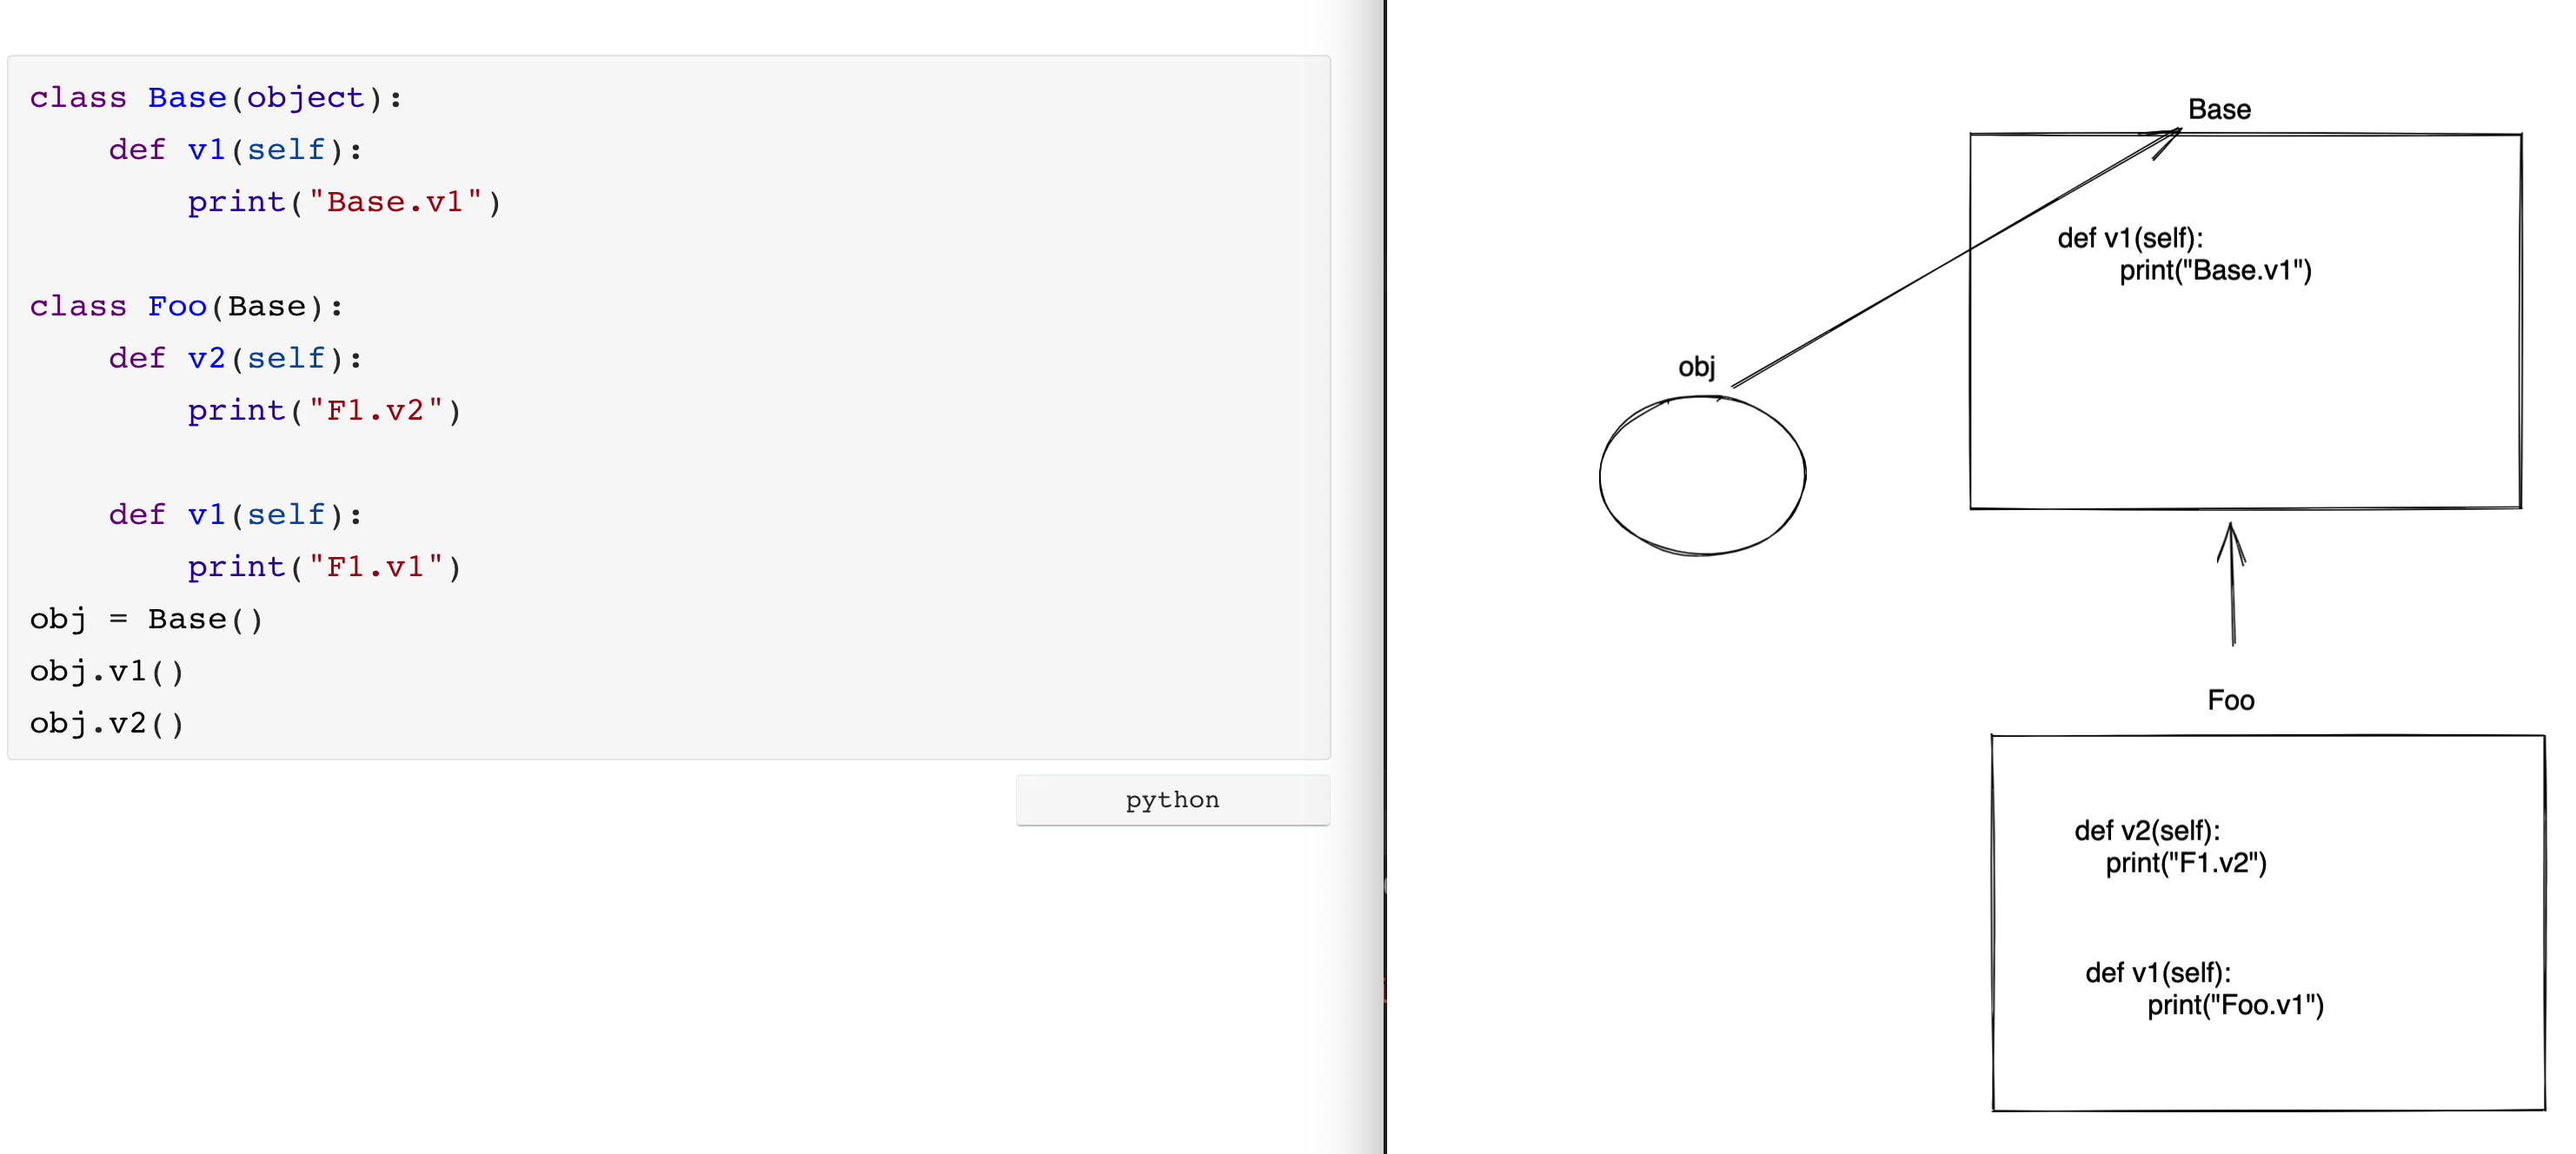 class Base(object):
    def v1(self):
        print("Base.v1")
class Foo(Base):
    def v2(self):
        print("F1.v2")
    def v1(self):
        print("F1.v1")
obj = Base()
obj.v1()
obj.v2()
python
Base
def v1(self):
print("Base.v1")
obj
Foo
def v2(self):
print("F1.v2")
def v1(self):
print("Foo.v1")